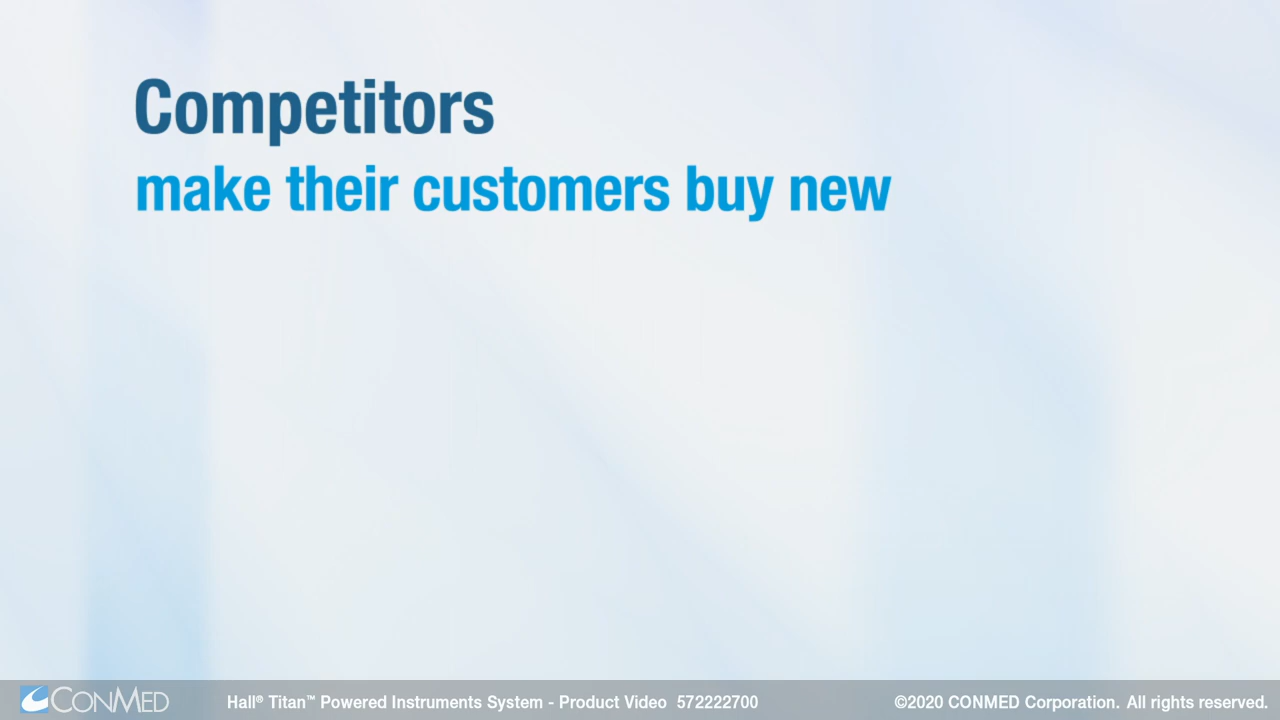 Competitors
make their customers buy new
CONMED Hall® Titan™ Powered Instruments System - Product Video 572222700 ©2020 CONMED Corporation. All rights reserved.